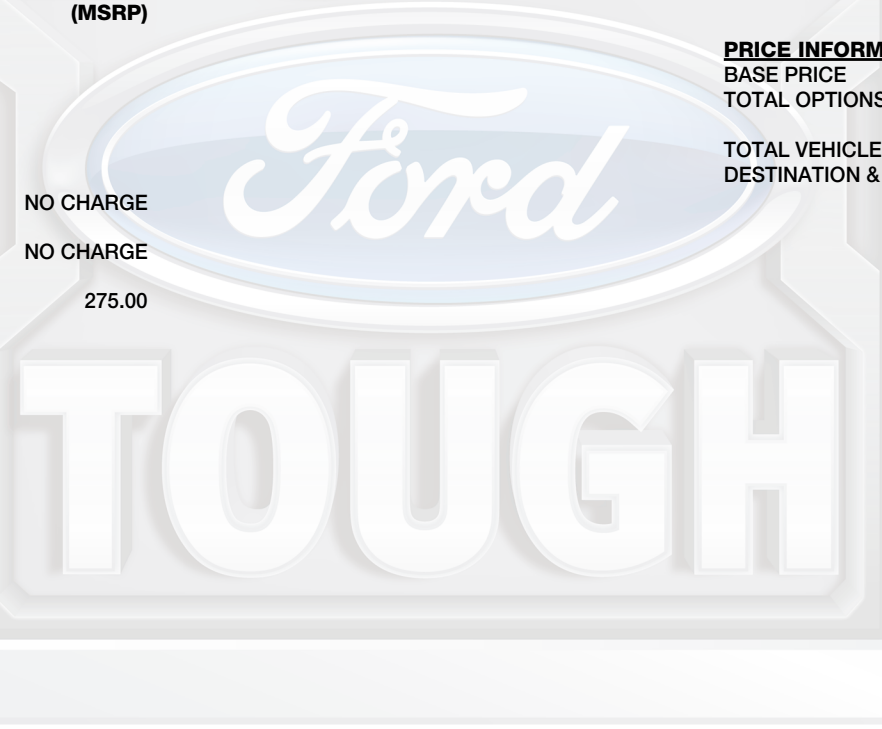 (MSRP)
NO CHARGE
NO CHARGE
275.00
PRICE INFORM
BASE PRICE
TOTAL OPTIONS
TOTAL VEHICLE
DESTINATION &
Ford
TOUGH